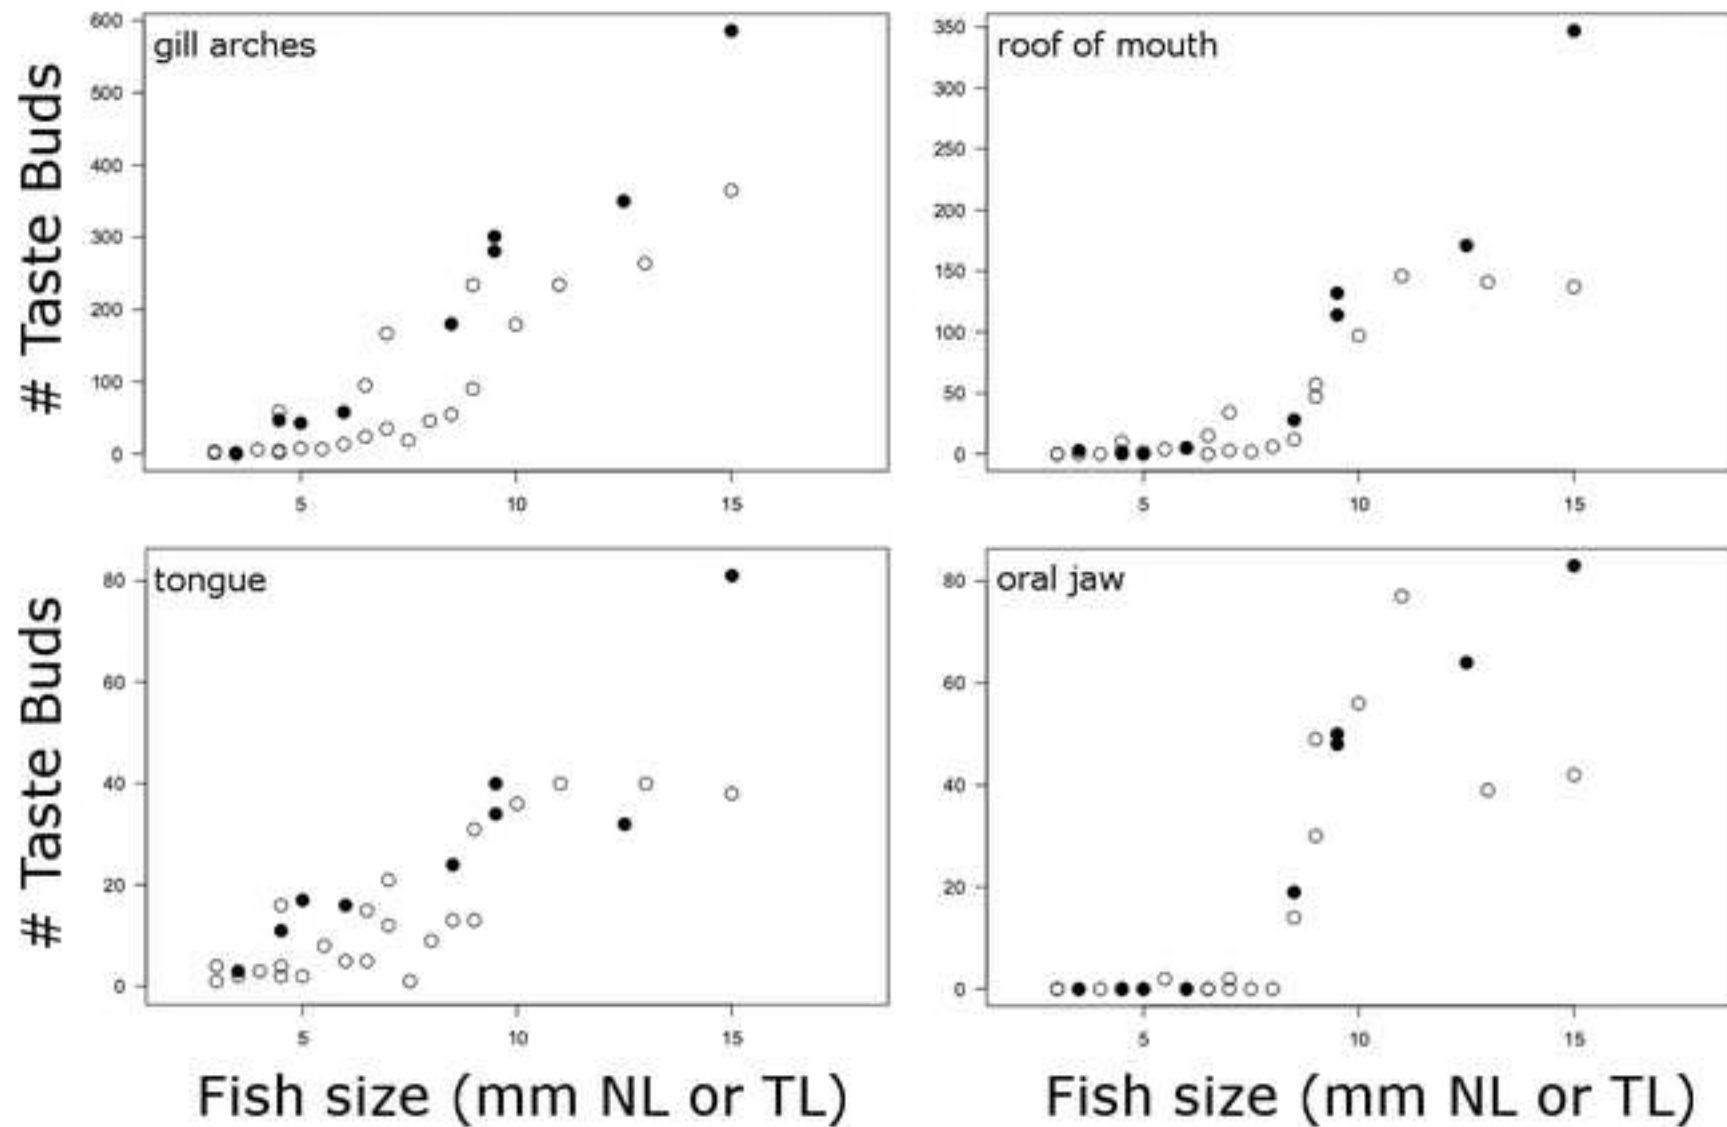 gill arches
600
500
400
300
200
100
0
5 10 15
# Taste Buds
roof of mouth
350
300
250
200
150
100
50
0
5 10 15
tongue
80
60
40
20
0
5 10 15
# Taste Buds
Fish size (mm NL or TL)
oral jaw
80
60
40
20
0
5 10 15
Fish size (mm NL or TL)